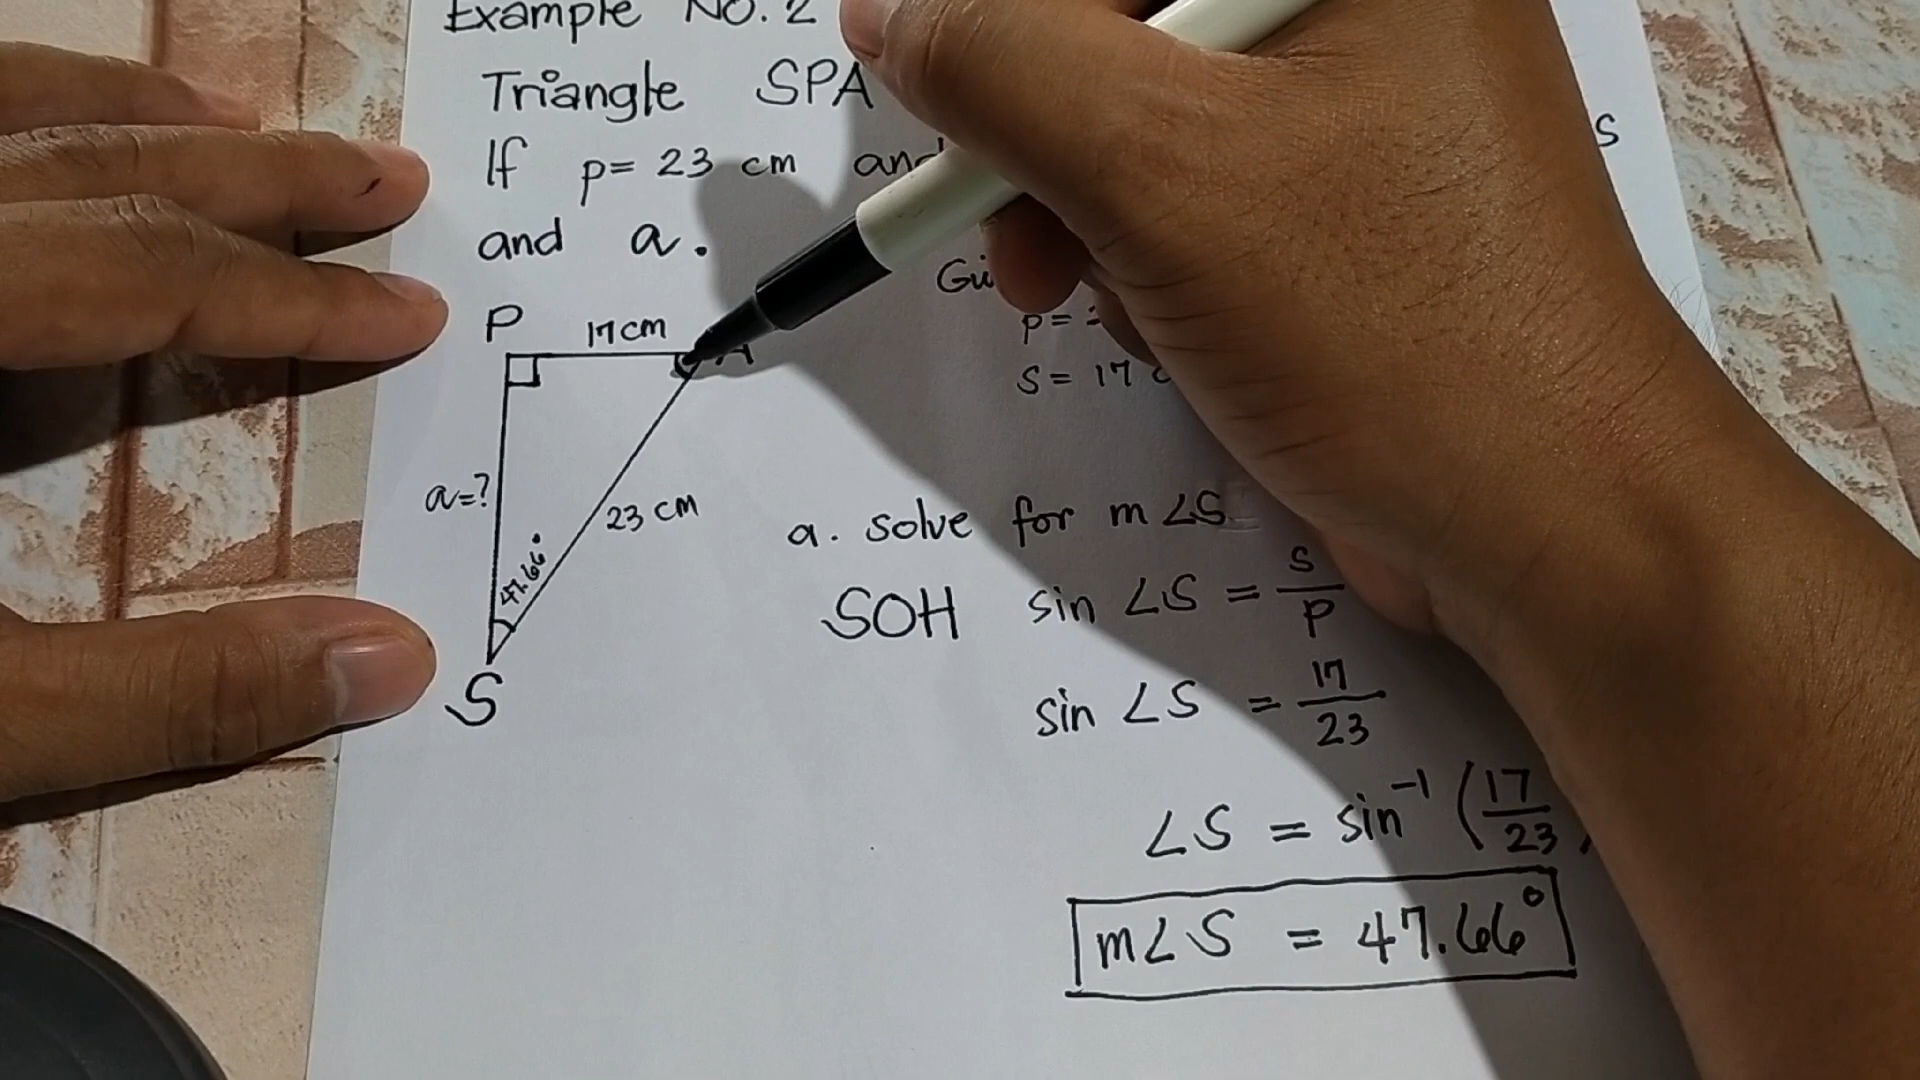 Example No. 2
Triangle SPA
If p = 23 cm and
and a.
Gi
p =
s = 17
S
P
17 cm
A
a = ?
23 cm
47.66°
S
a. solve for m∠S
SOH sin ∠S = s/p
sin ∠S = 17/23
∠S = sin⁻¹ (17/23)
m∠S = 47.66°